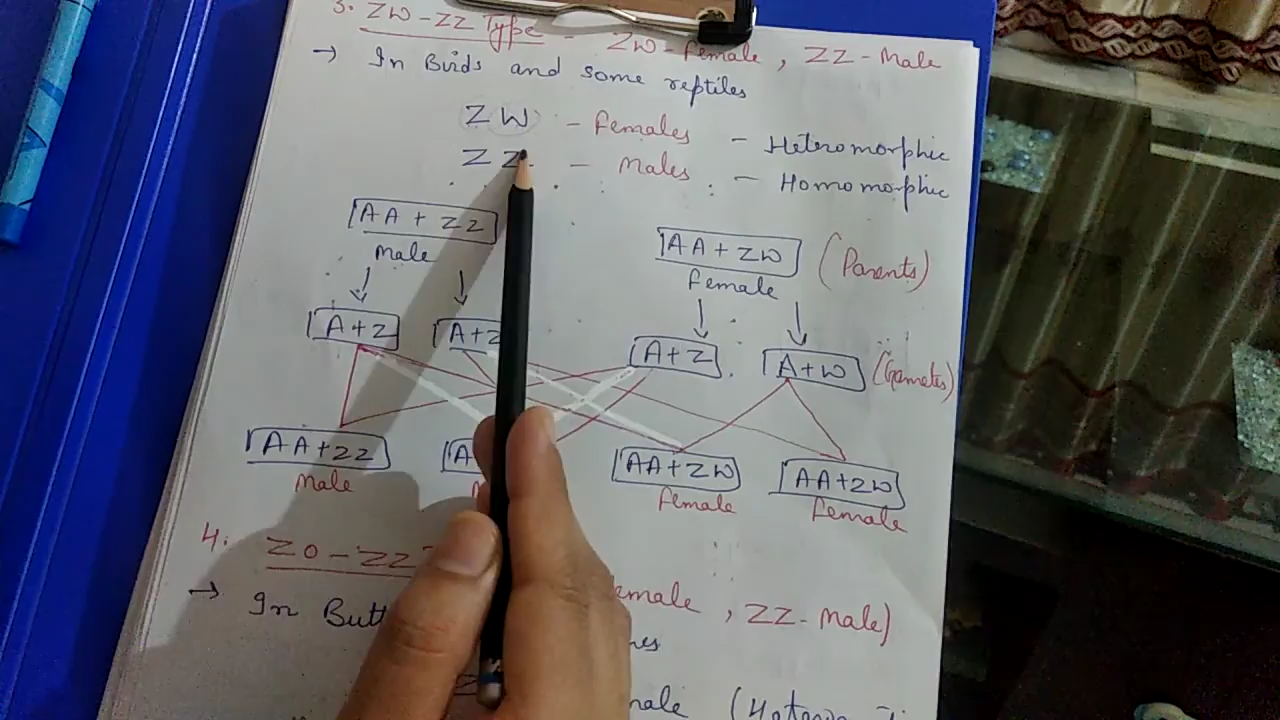 3. ZW-ZZ Type - ZW-Female, ZZ-Male
→ In Birds and some reptiles
ZW - Females - Heteromorphic
ZZ - Males - Homomorphic
AA + ZZ AA + ZW (Parents)
Male Female
A+Z A+Z A+Z A+W (Gametes)
AA+ZZ AA+ZW AA+ZW
Male Female Female
4. ZO-ZZ ZZ-Male)
→ In